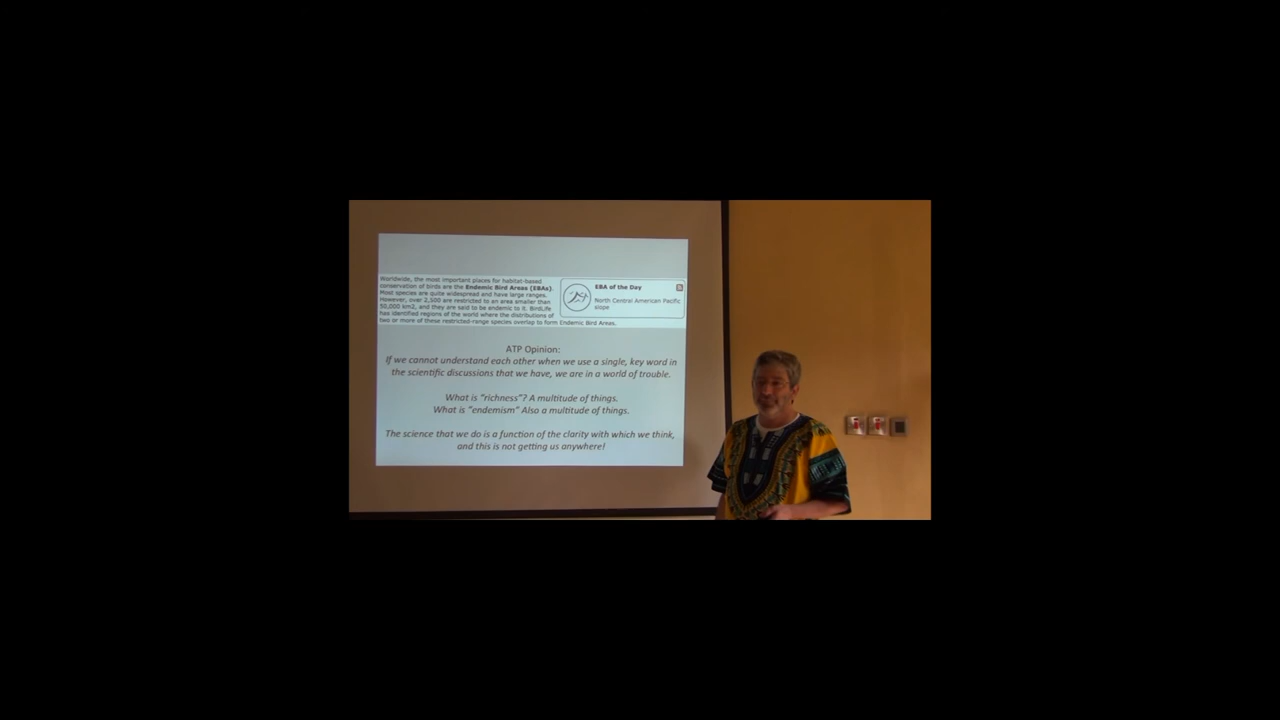 Worldwide, the most important places for habitat-based
conservation of birds are the Endemic Bird Areas (EBAs).
Most species are quite widespread and have large ranges.
However, over 2,500 are restricted to an area smaller than
50,000 km2, and they are said to be endemic to it. BirdLife
has identified regions of the world where the distributions of
two or more of these restricted-range species overlap to form Endemic Bird Areas.
EBA of the Day
North Central American Pacific
slope
ATP Opinion:
If we cannot understand each other when we use a single, key word in
the scientific discussions that we have, we are in a world of trouble.
What is “richness”? A multitude of things.
What is “endemism” Also a multitude of things.
The science that we do is a function of the clarity with which we think,
and this is not getting us anywhere!